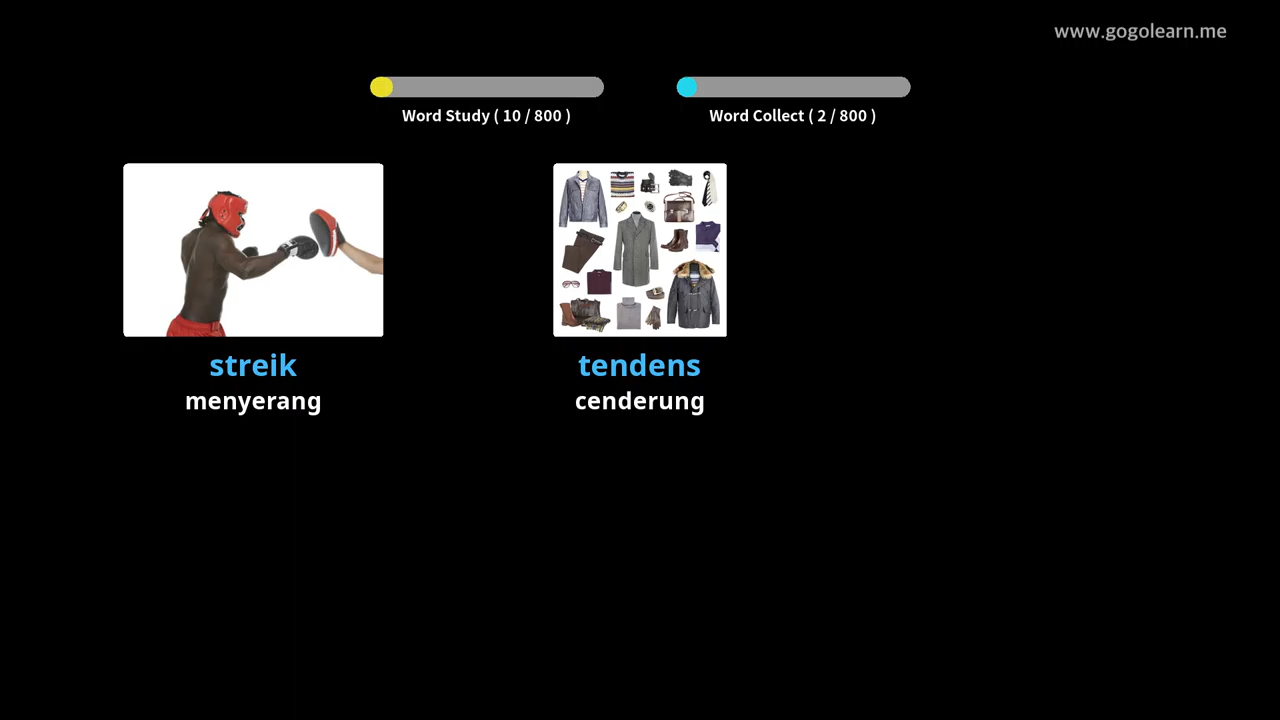 www.gogolearn.me
Word Study ( 10 / 800 )
Word Collect ( 2 / 800 )
streik
menyerang
tendens
cenderung